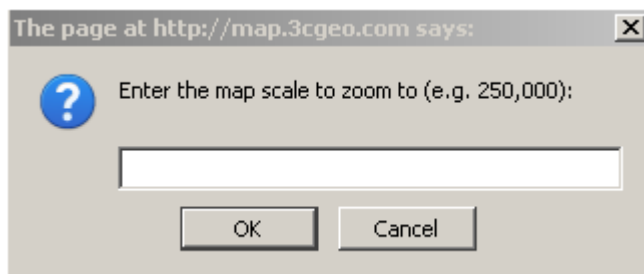 The page at http://map.3cgeo.com says:
Enter the map scale to zoom to (e.g. 250,000):
OK Cancel